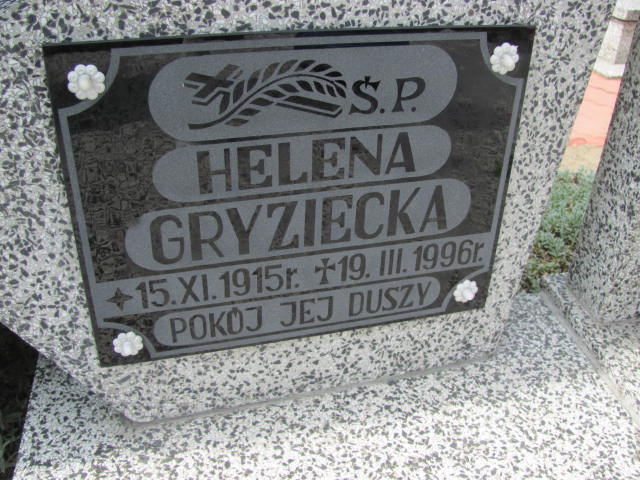 Ś.P.
HELENA
GRYZIECKA
15.XI.1915r. 19.III.1996r.
POKÓJ JEJ DUSZY